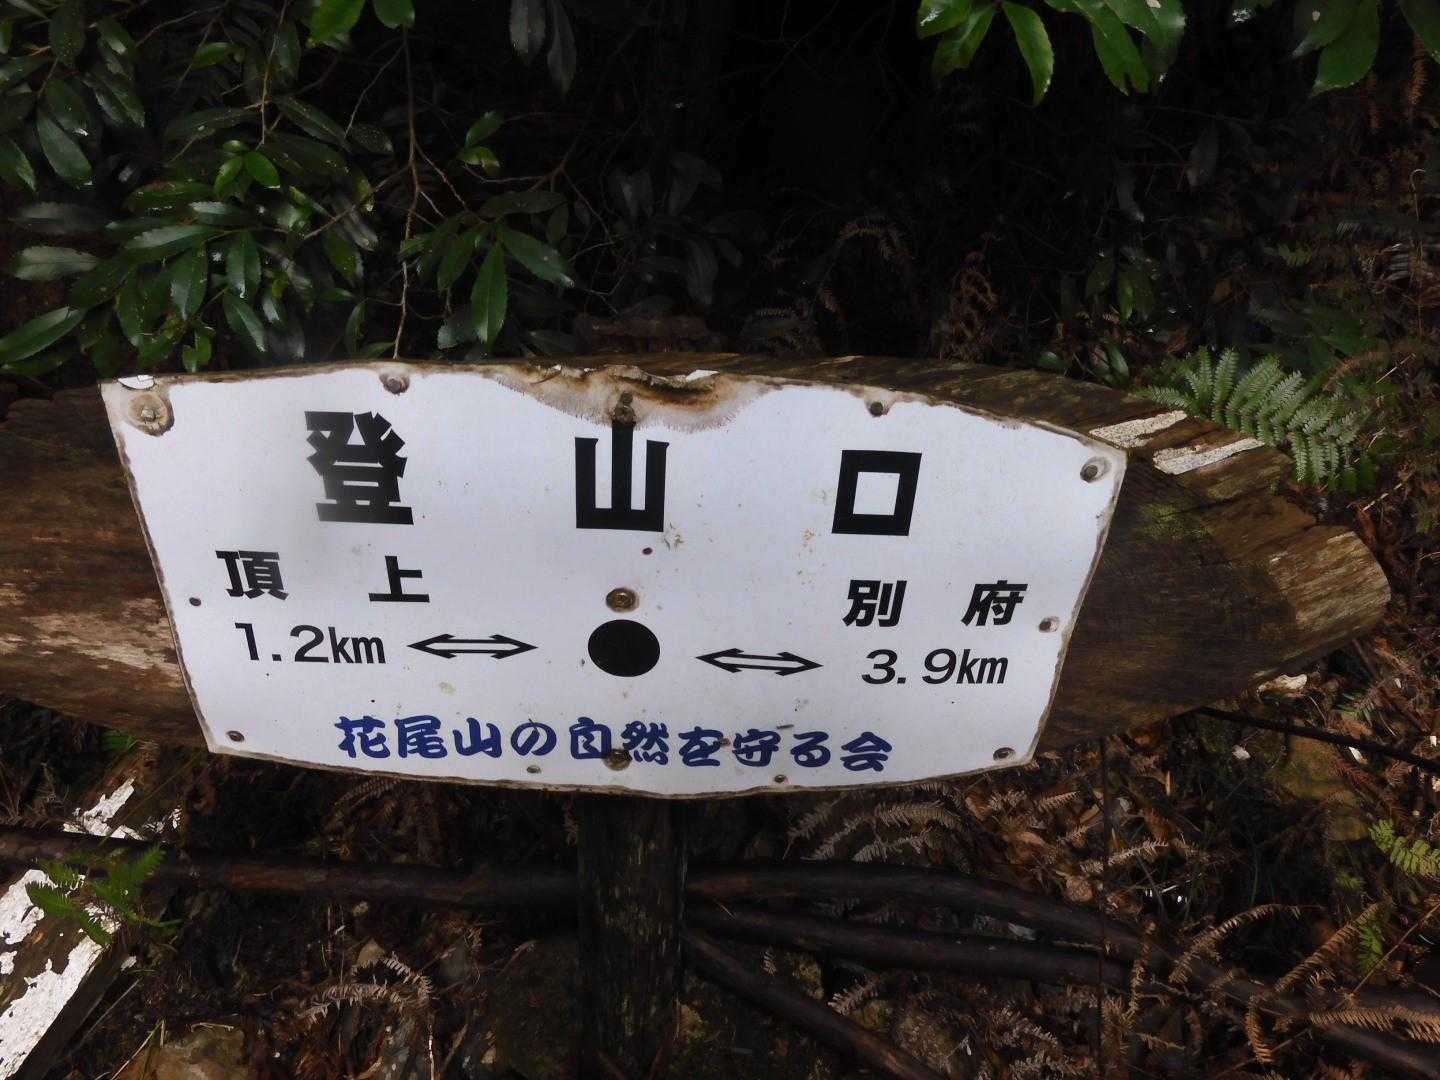 登山口
頂上 別府
1.2km ⇔ ● ⇔ 3.9km
花尾山の自然を守る会